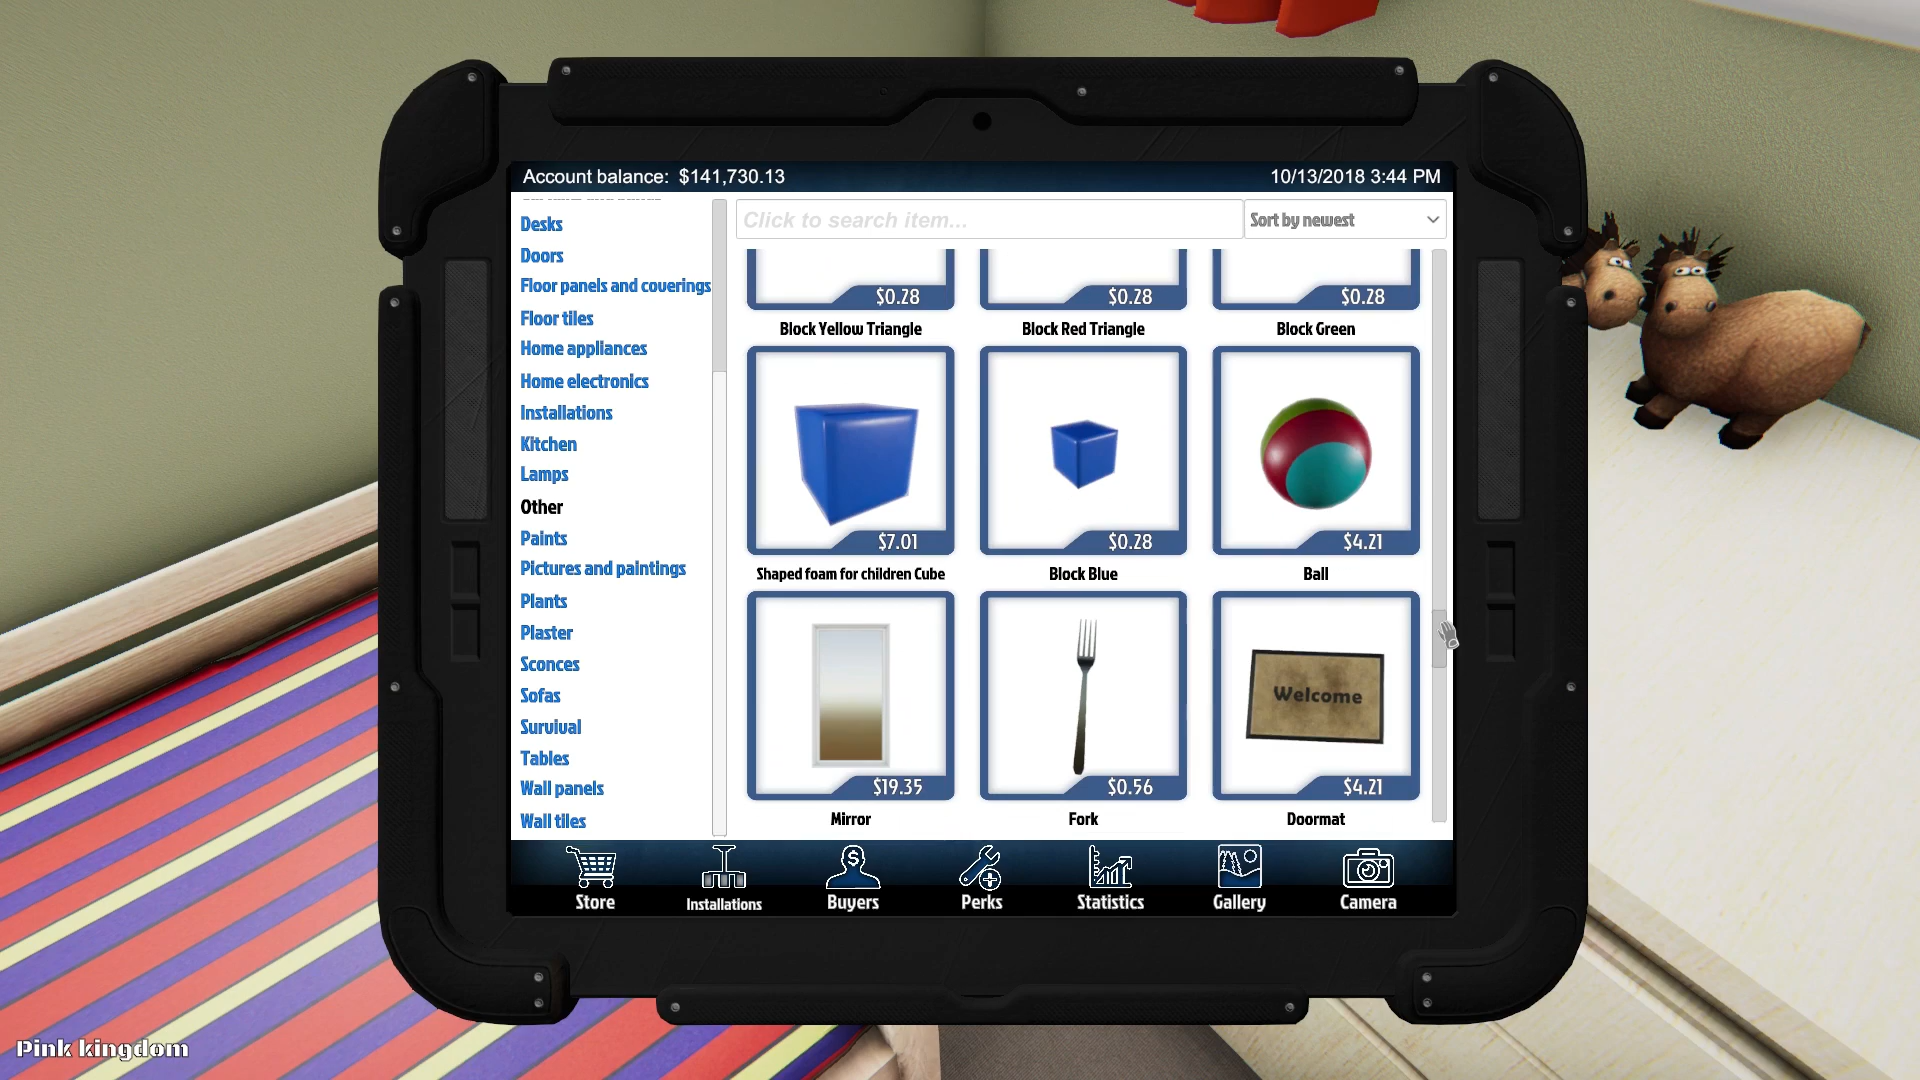 Account balance: $141,730.13
10/13/2018 3:44 PM
Desks
Doors
Floor panels and coverings
Floor tiles
Home appliances
Home electronics
Installations
Kitchen
Lamps
Other
Paints
Pictures and paintings
Plants
Plaster
Sconces
Sofas
Survival
Tables
Wall panels
Wall tiles
Click to search item...
Sort by newest
$0.28
$0.28
$0.28
Block Yellow Triangle
Block Red Triangle
Block Green
$7.01
$0.28
$4.21
Shaped foam for children Cube
Block Blue
Ball
Welcome
$19.35
$0.56
$4.21
Mirror
Fork
Doormat
Store
Installations
Buyers
Perks
Statistics
Gallery
Camera
Pink kingdom